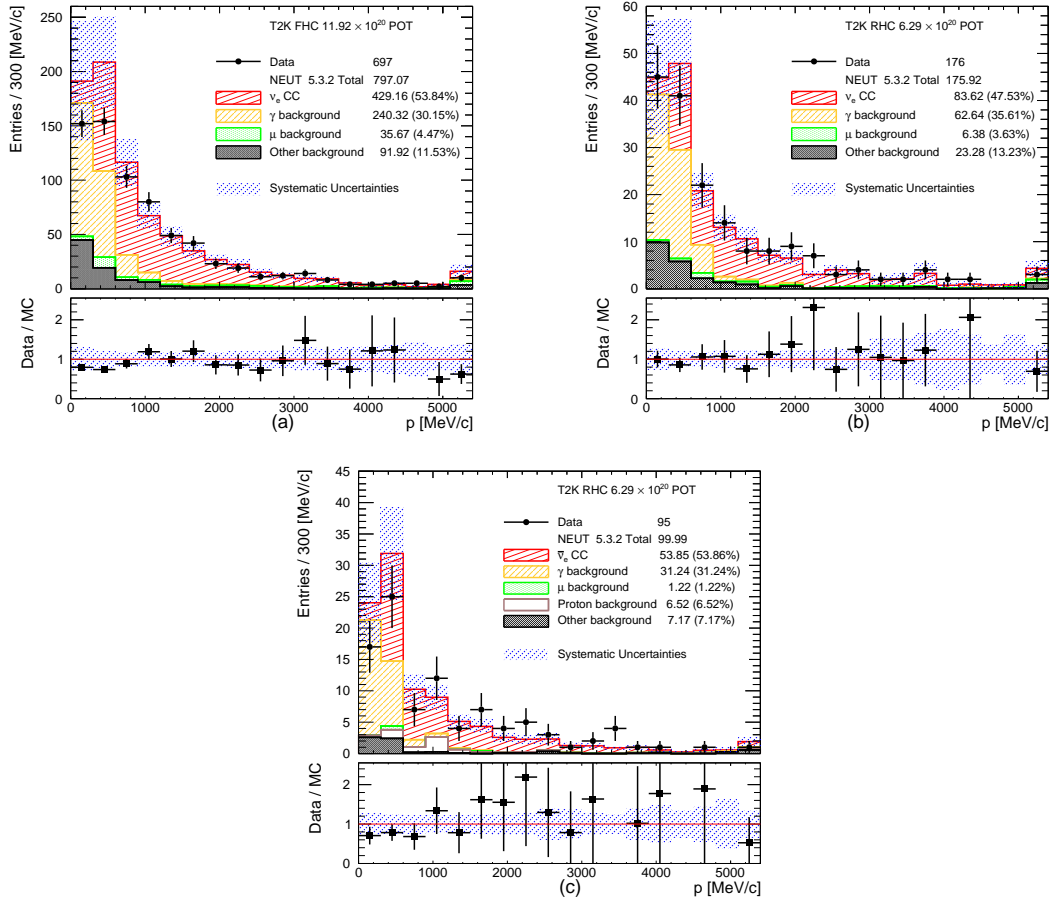 T2K FHC 11.92 × 10²⁰ POT
Data 697
NEUT 5.3.2 Total 797.07
νe CC 429.16 (53.84%)
γ background 240.32 (30.15%)
μ background 35.67 (4.47%)
Other background 91.92 (11.53%)
Systematic Uncertainties
Entries / 300 [MeV/c]
250
200
150
100
50
0
Data / MC
2
1
0
0 1000 2000 3000 4000 5000
p [MeV/c]
(a)
T2K RHC 6.29 × 10²⁰ POT
Data 176
NEUT 5.3.2 Total 175.92
νe CC 83.62 (47.53%)
γ background 62.64 (35.61%)
μ background 6.38 (3.63%)
Other background 23.28 (13.23%)
Systematic Uncertainties
Entries / 300 [MeV/c]
60
50
40
30
20
10
0
Data / MC
2
1
0
0 1000 2000 3000 4000 5000
p [MeV/c]
(b)
T2K RHC 6.29 × 10²⁰ POT
Data 95
NEUT 5.3.2 Total 99.99
ν̅e CC 53.85 (53.86%)
γ background 31.24 (31.24%)
μ background 1.22 (1.22%)
Proton background 6.52 (6.52%)
Other background 7.17 (7.17%)
Systematic Uncertainties
Entries / 300 [MeV/c]
45
40
35
30
25
20
15
10
5
0
Data / MC
2
1
0
0 1000 2000 3000 4000 5000
p [MeV/c]
(c)